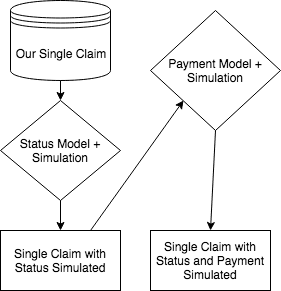 Our Single Claim
Status Model +
Simulation
Single Claim with
Status Simulated
Payment Model +
Simulation
Single Claim with
Status and Payment
Simulated